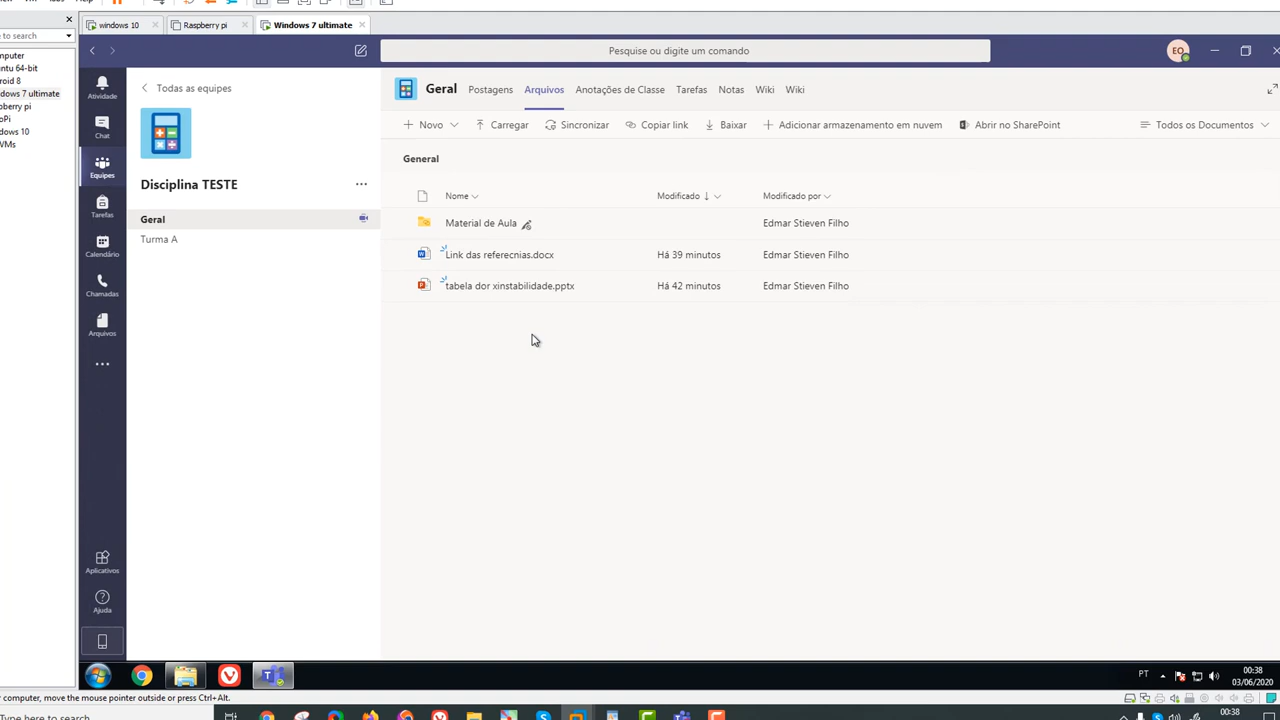 windows 10
Raspberry pi
Windows 7 ultimate
e to search
mputer
untu 64-bit
droid 8
dows 7 ultimate
pberry pi
oPi
dows 10
VMs
Pesquise ou digite um comando
EO
Atividade
Chat
Equipes
Tarefas
Calendário
Chamadas
Arquivos
Aplicativos
Ajuda
Todas as equipes
Disciplina TESTE
Geral
Turma A
Geral Postagens Arquivos Anotações de Classe Tarefas Notas Wiki Wiki
Novo Carregar Sincronizar Copiar link Baixar Adicionar armazenamento em nuvem Abrir no SharePoint Todos os Documentos
General
Nome Modificado Modificado por
Material de Aula Edmar Stieven Filho
Link das referecnias.docx Há 39 minutos Edmar Stieven Filho
tabela dor xinstabilidade.pptx Há 42 minutos Edmar Stieven Filho
PT
00:38
03/06/2020
r computer, move the mouse pointer outside or press Ctrl+Alt.
Type here to search
00:38